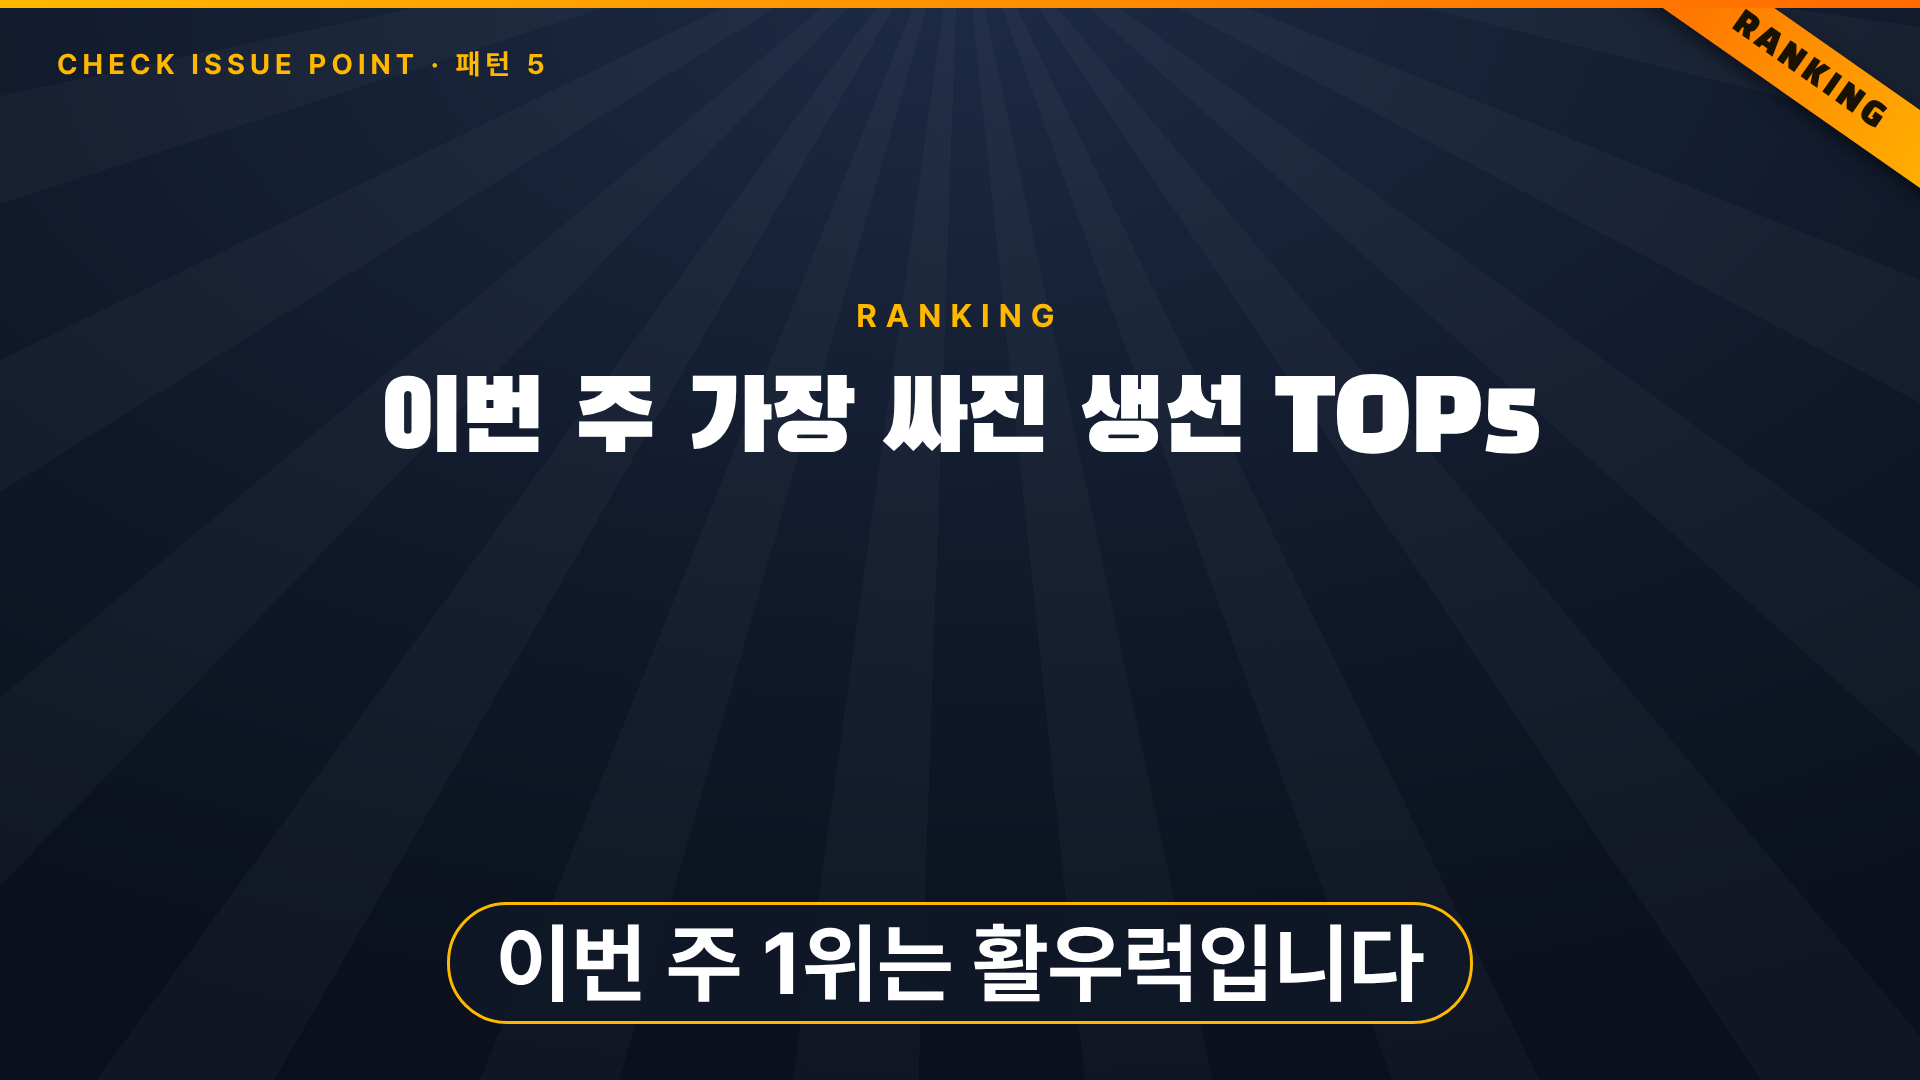 CHECK ISSUE POINT · 패턴 5
RANKING
RANKING
이번 주 가장 싸진 생선 TOP5
이번 주 1위는 활우럭입니다